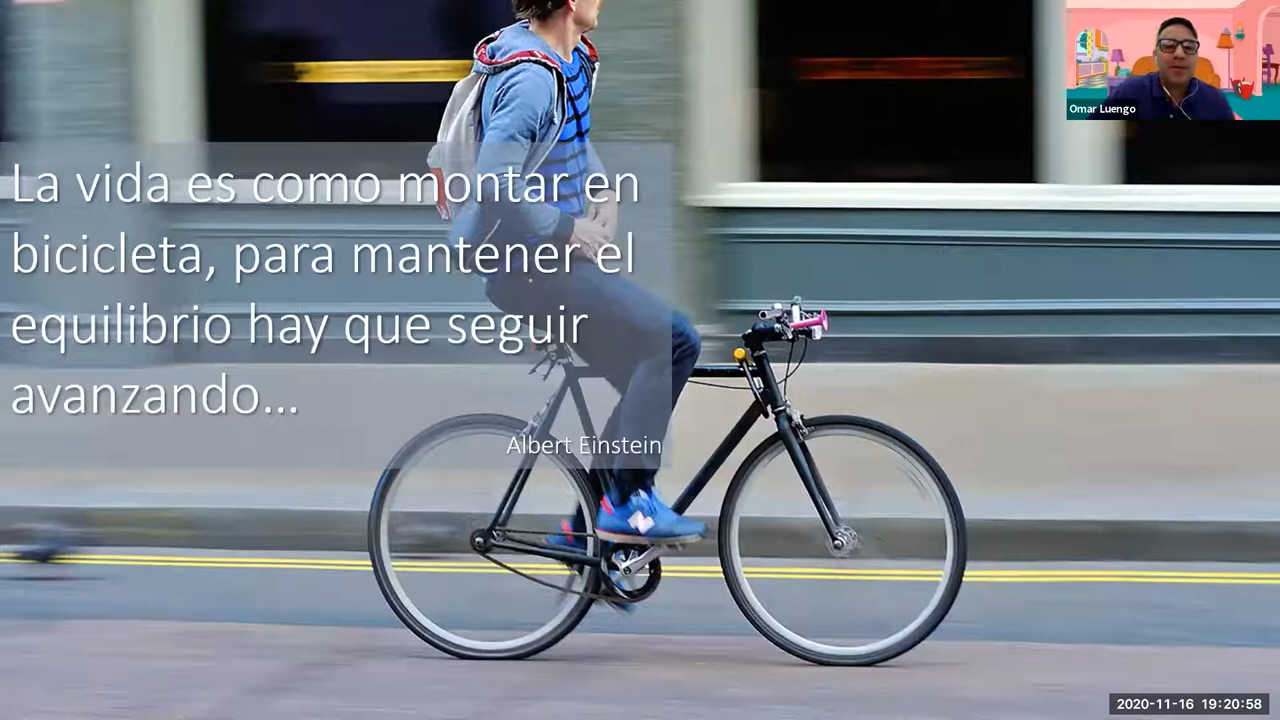 Omar Luengo
La vida es como montar en
bicicleta, para mantener el
equilibrio hay que seguir
avanzando...
Albert Einstein
2020-11-16 19:20:58